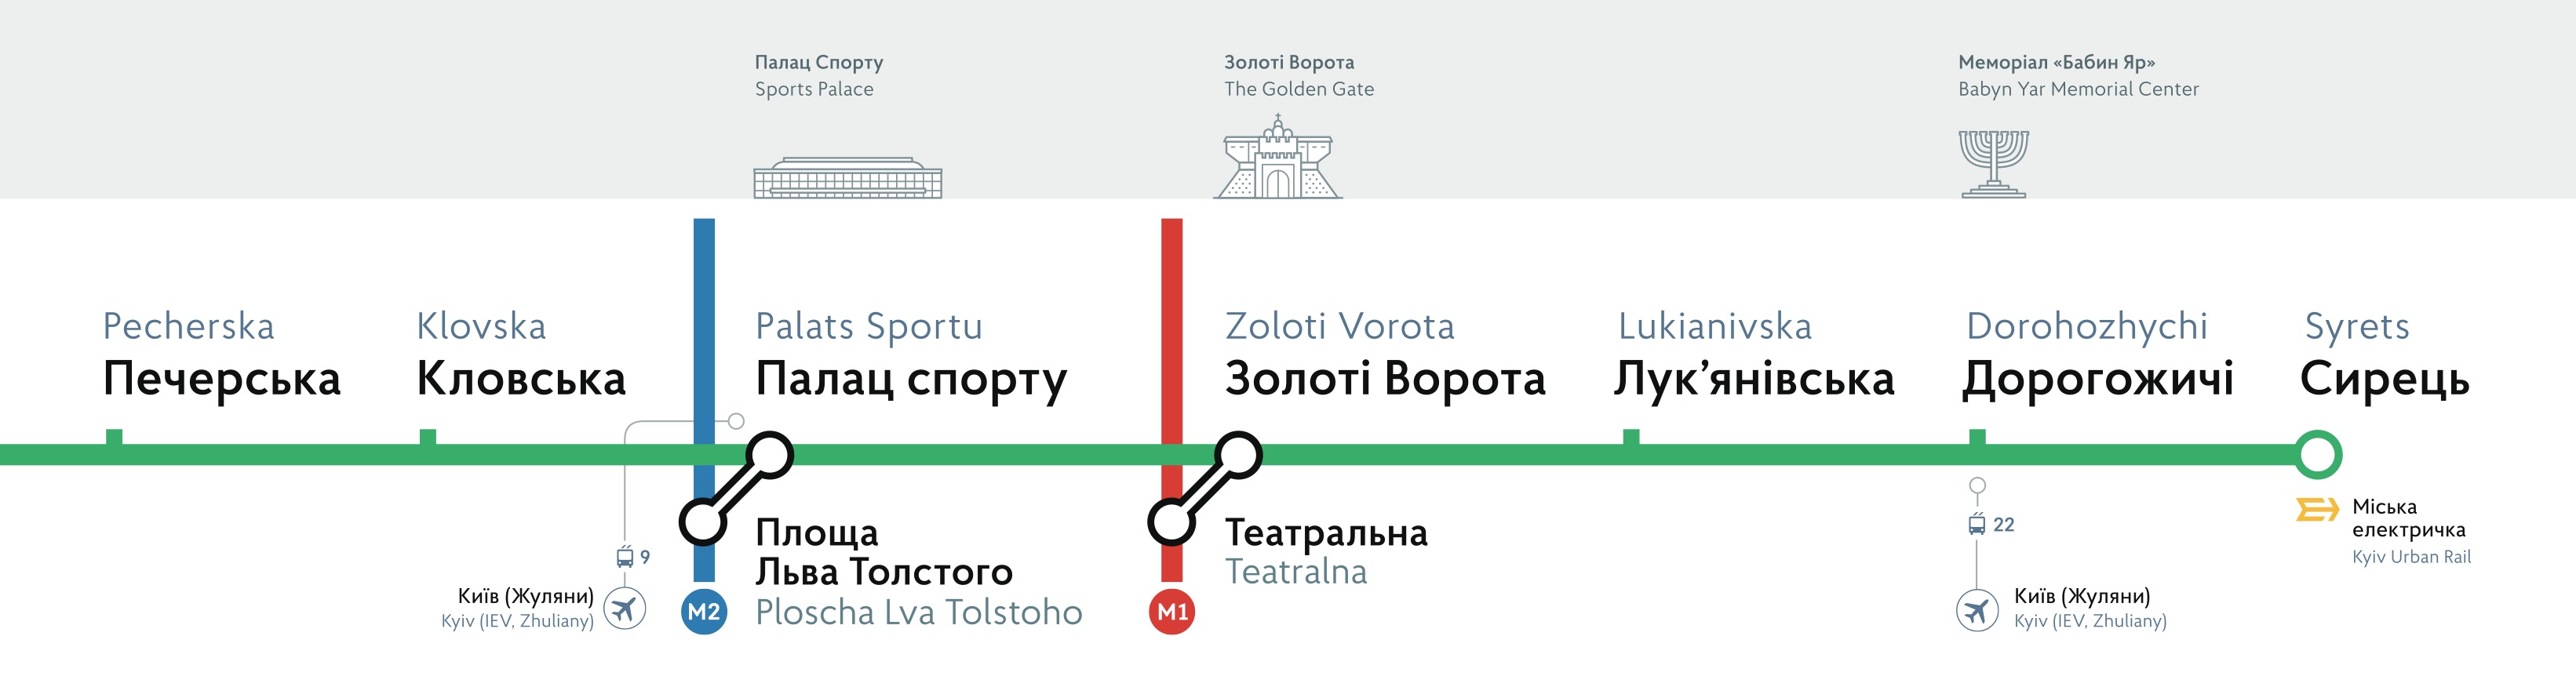 Палац Спорту
Sports Palace
Золоті Ворота
The Golden Gate
Меморіал «Бабин Яр»
Babyn Yar Memorial Center
Pecherska
Печерська
Klovska
Кловська
Palats Sportu
Палац спорту
Zoloti Vorota
Золоті Ворота
Lukianivska
Лук’янівська
Dorohozhychi
Дорогожичі
Syrets
Сирець
9
Київ (Жуляни)
Kyiv (IEV, Zhuliany)
M2
Площа
Льва Толстого
Ploscha Lva Tolstoho
M1
Театральна
Teatralna
22
Київ (Жуляни)
Kyiv (IEV, Zhuliany)
Міська
електричка
Kyiv Urban Rail